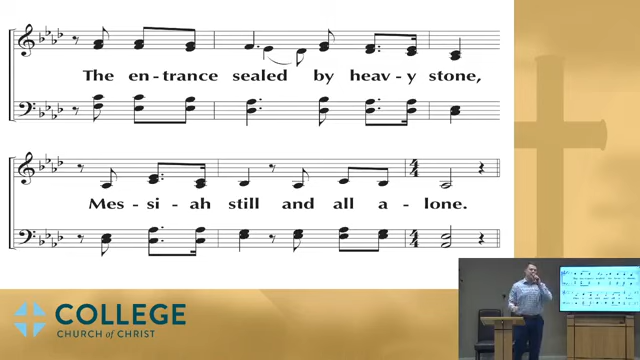 The en-trance sealed by heav-y stone,
Mes-si-ah still and all a-lone.
COLLEGE
CHURCH of CHRIST